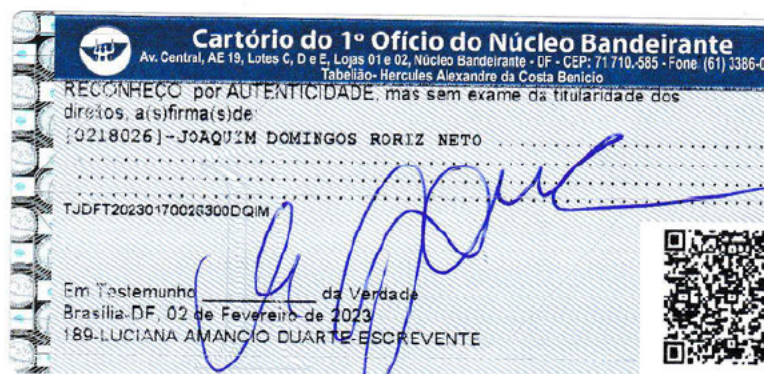 Cartório do 1º Ofício do Núcleo Bandeirante
Av. Central, AE 19, Lotes C, D e E, Lojas 01 e 02, Núcleo Bandeirante - DF - CEP: 71.710.-585 - Fone (61) 3386-
Tabelião- Hercules Alexandre da Costa Benicio
RECONHEÇO por AUTENTICIDADE, mas sem exame da titularidade dos
direitos, a(s)firma(s)de
[0218026]-JOAQUIM DOMINGOS RORIZ NETO
Em Testemunho __________ da Verdade
Brasília-DF, 02 de Fevereiro de 2023
189-LUCIANA AMANCIO DUARTE-ESCREVENTE